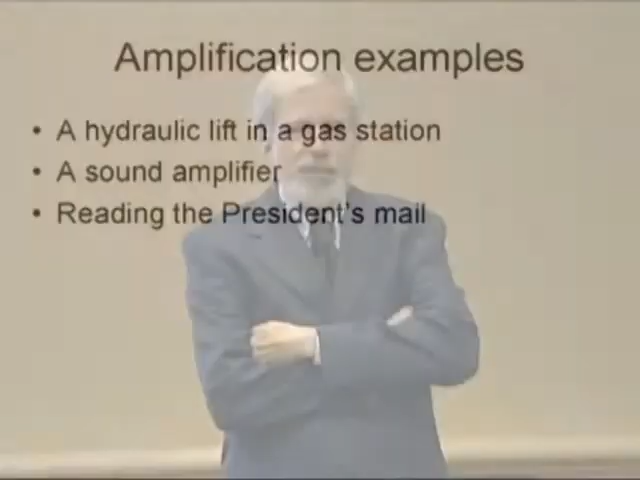 Amplification examples
• A hydraulic lift in a gas station
• A sound amplifier
• Reading the President's mail